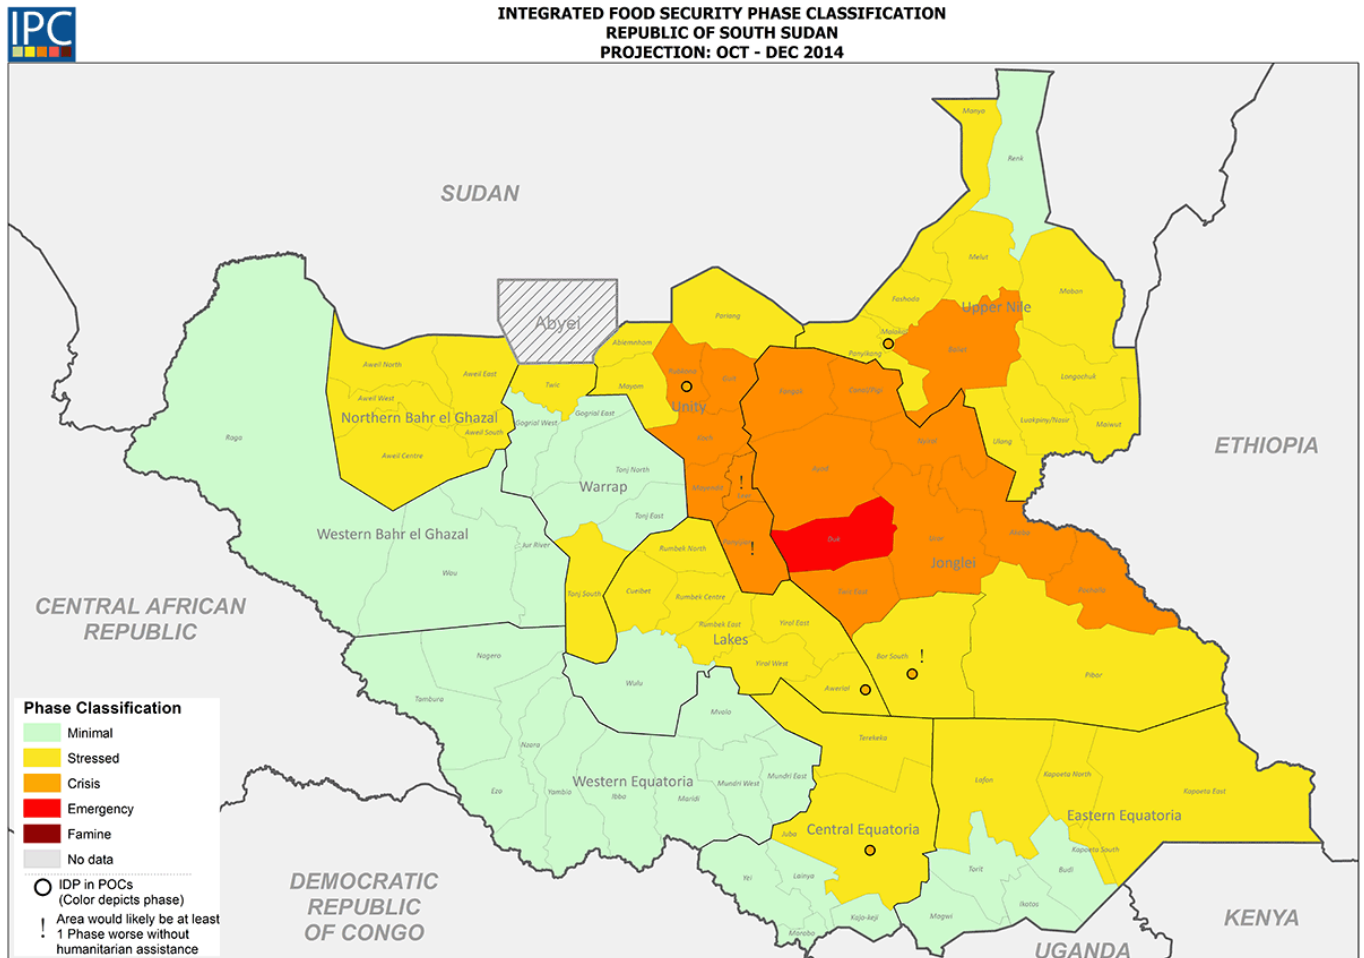 IPC
INTEGRATED FOOD SECURITY PHASE CLASSIFICATION
REPUBLIC OF SOUTH SUDAN
PROJECTION: OCT - DEC 2014
Manyo
Renk
SUDAN
Melut
Maban
Fashoda
Upper Nile
Abyei
Pariang
Malakal
Abiemnhom
Baliet
Panyikang
Aweil North
Aweil East
Rubkona
Guit
Longochuk
Twic
Mayom
Fangak
Canal/Pigi
Aweil West
Unity
Northern Bahr el Ghazal
Gogrial West
Gogrial East
Luakpiny/Nasir
Maiwut
Aweil South
Raga
Koch
Nyirol
Ulang
ETHIOPIA
Aweil Centre
Tonj North
Ayod
Warrap
Mayendit
!
Leer
Tonj East
Western Bahr el Ghazal
Jur River
Duk
Uror
Akobo
Rumbek North
Panyijiar
!
Jonglei
Wau
Tonj South
Cueibet
Rumbek Centre
Twic East
Pochalla
CENTRAL AFRICAN
REPUBLIC
Rumbek East
Yirol East
Lakes
Nagero
Bor South
!
Yirol West
Pibor
Wulu
Awerial
Tambura
Mvolo
Terekeka
Nzara
Mundri East
Kapoeta North
Western Equatoria
Mundri West
Lafon
Ezo
Yambio
Ibba
Maridi
Kapoeta East
Central Equatoria
Eastern Equatoria
Juba
Kapoeta South
Yei
Lainya
Torit
Budi
Ikotos
Magwi
Kajo-keji
Morobo
DEMOCRATIC
REPUBLIC
OF CONGO
KENYA
UGANDA
Phase Classification
Minimal
Stressed
Crisis
Emergency
Famine
No data
IDP in POCs
(Color depicts phase)
! Area would likely be at least
1 Phase worse without
humanitarian assistance